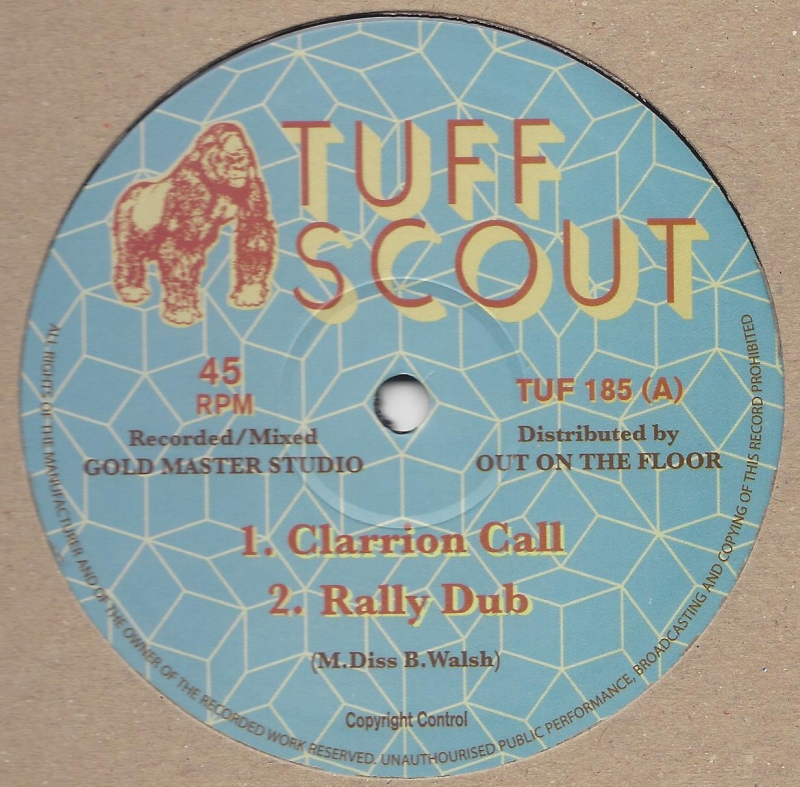 TUFF
SCOUT
45
RPM
TUF 185 (A)
Recorded/Mixed
GOLD MASTER STUDIO
Distributed by
OUT ON THE FLOOR
1. Clarrion Call
2. Rally Dub
(M.Diss B.Walsh)
Copyright Control
ALL RIGHTS OF THE MANUFACTURER AND OF THE OWNER OF THE RECORDED WORK RESERVED. UNAUTHOURISED PUBLIC PERFORMANCE, BROADCASTING AND COPYING OF THIS RECORD PROHIBITED